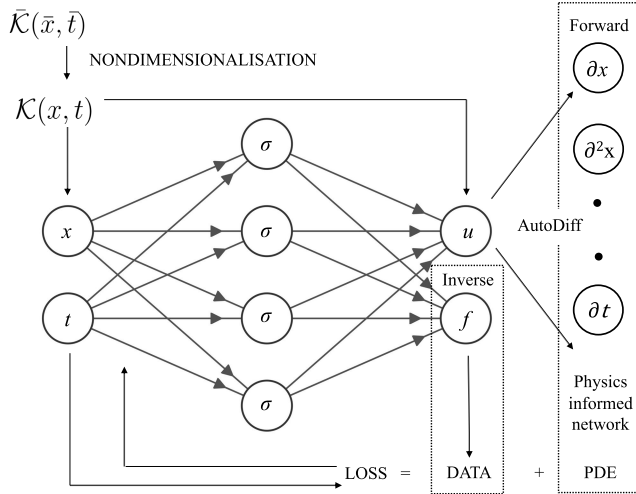 𝒦̄(x̄, t̄)
NONDIMENSIONALISATION
𝒦(x, t)
Forward
∂x
∂²x
σ
x
σ
u
AutoDiff
Inverse
t
σ
f
∂t
σ
Physics
informed
network
LOSS = DATA + PDE